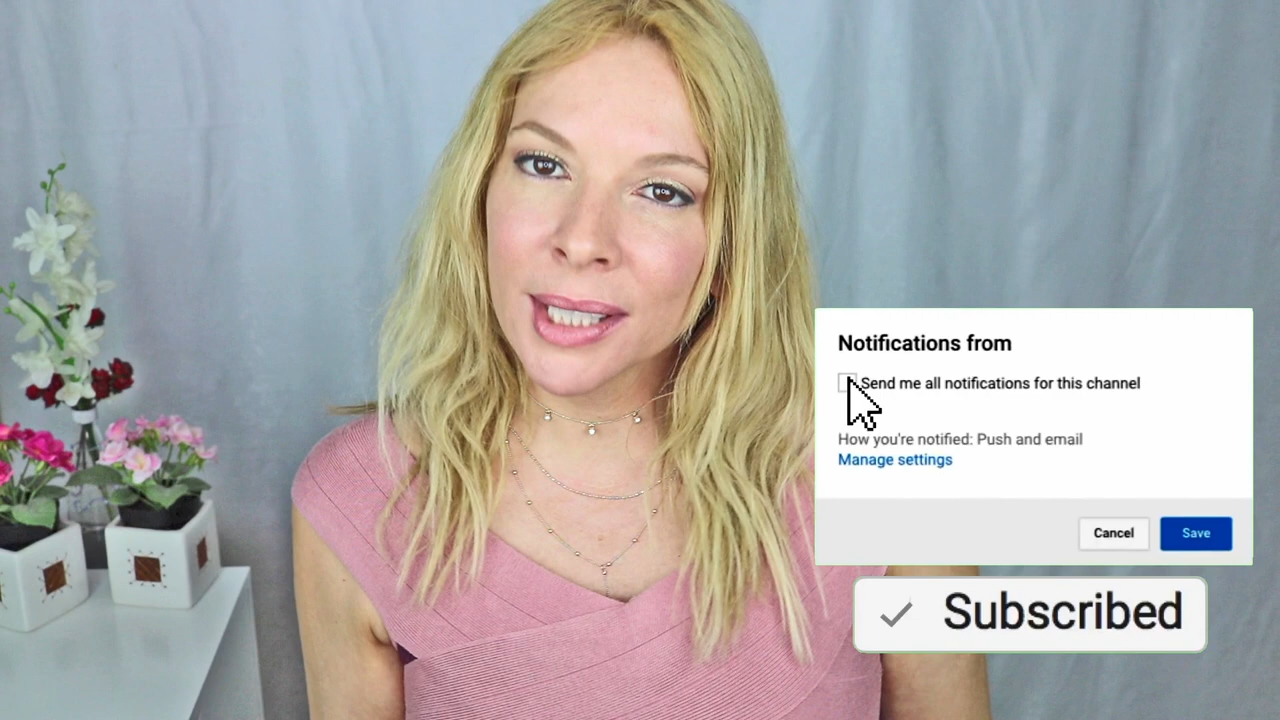 Notifications from
Send me all notifications for this channel
How you're notified: Push and email
Manage settings
Cancel
Save
Subscribed